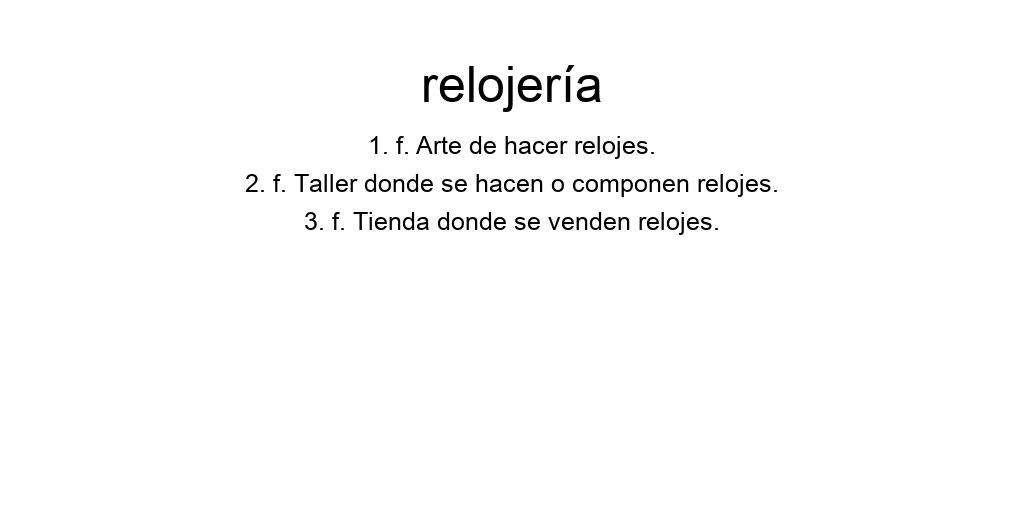 relojería
1. f. Arte de hacer relojes.
2. f. Taller donde se hacen o componen relojes.
3. f. Tienda donde se venden relojes.